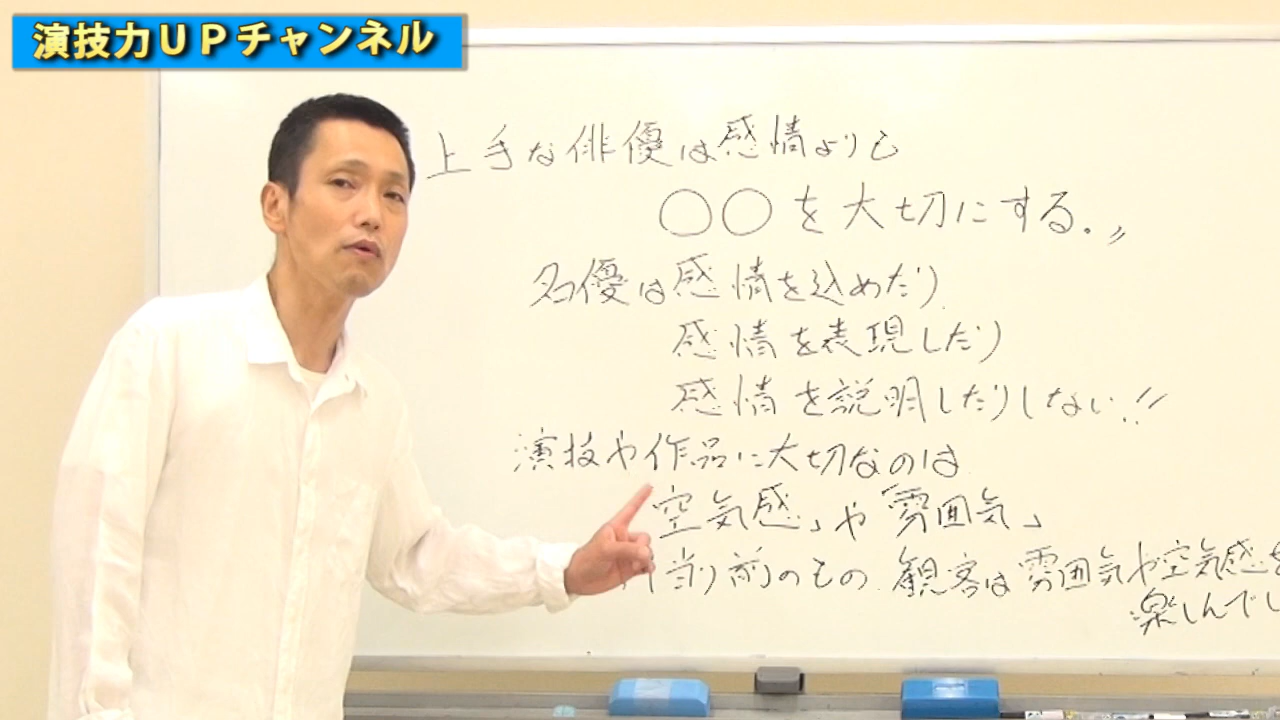 演技力UPチャンネル
上手な俳優は感情よりも
○○を大切にする。〃
名優は感情を込めたり
感情を表現したり
感情を説明したりしない!!
演技や作品に大切なのは
空気感」や「雰囲気」
当り前のもの 観客は雰囲気や空気感を
楽しんでし